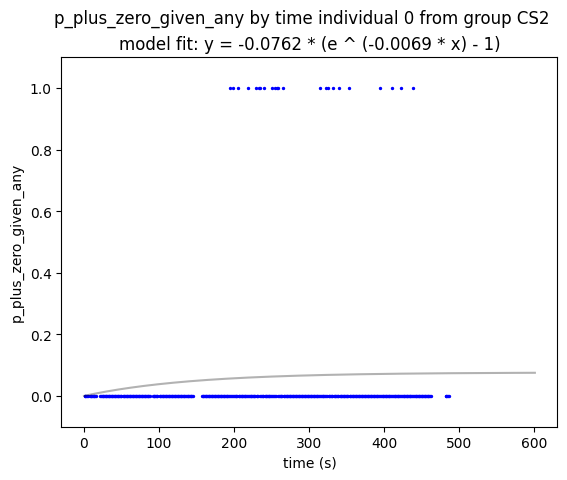 p_plus_zero_given_any by time individual 0 from group CS2
model fit: y = -0.0762 * (e ^ (-0.0069 * x) - 1)
1.0
0.8
0.6
0.4
0.2
0.0
p_plus_zero_given_any
0 100 200 300 400 500 600
time (s)